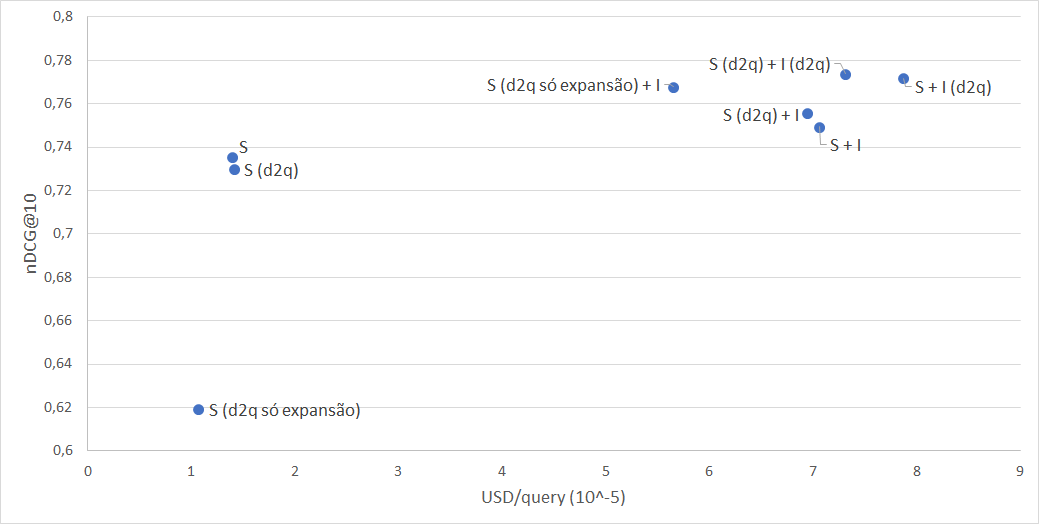 0,8
0,78
0,76
0,74
0,72
0,7
0,68
0,66
0,64
0,62
0,6
nDCG@10
S (d2q) + I (d2q)
S (d2q só expansão) + I
S + I (d2q)
S (d2q) + I
S + I
S
S (d2q)
S (d2q só expansão)
0 1 2 3 4 5 6 7 8 9
USD/query (10^-5)